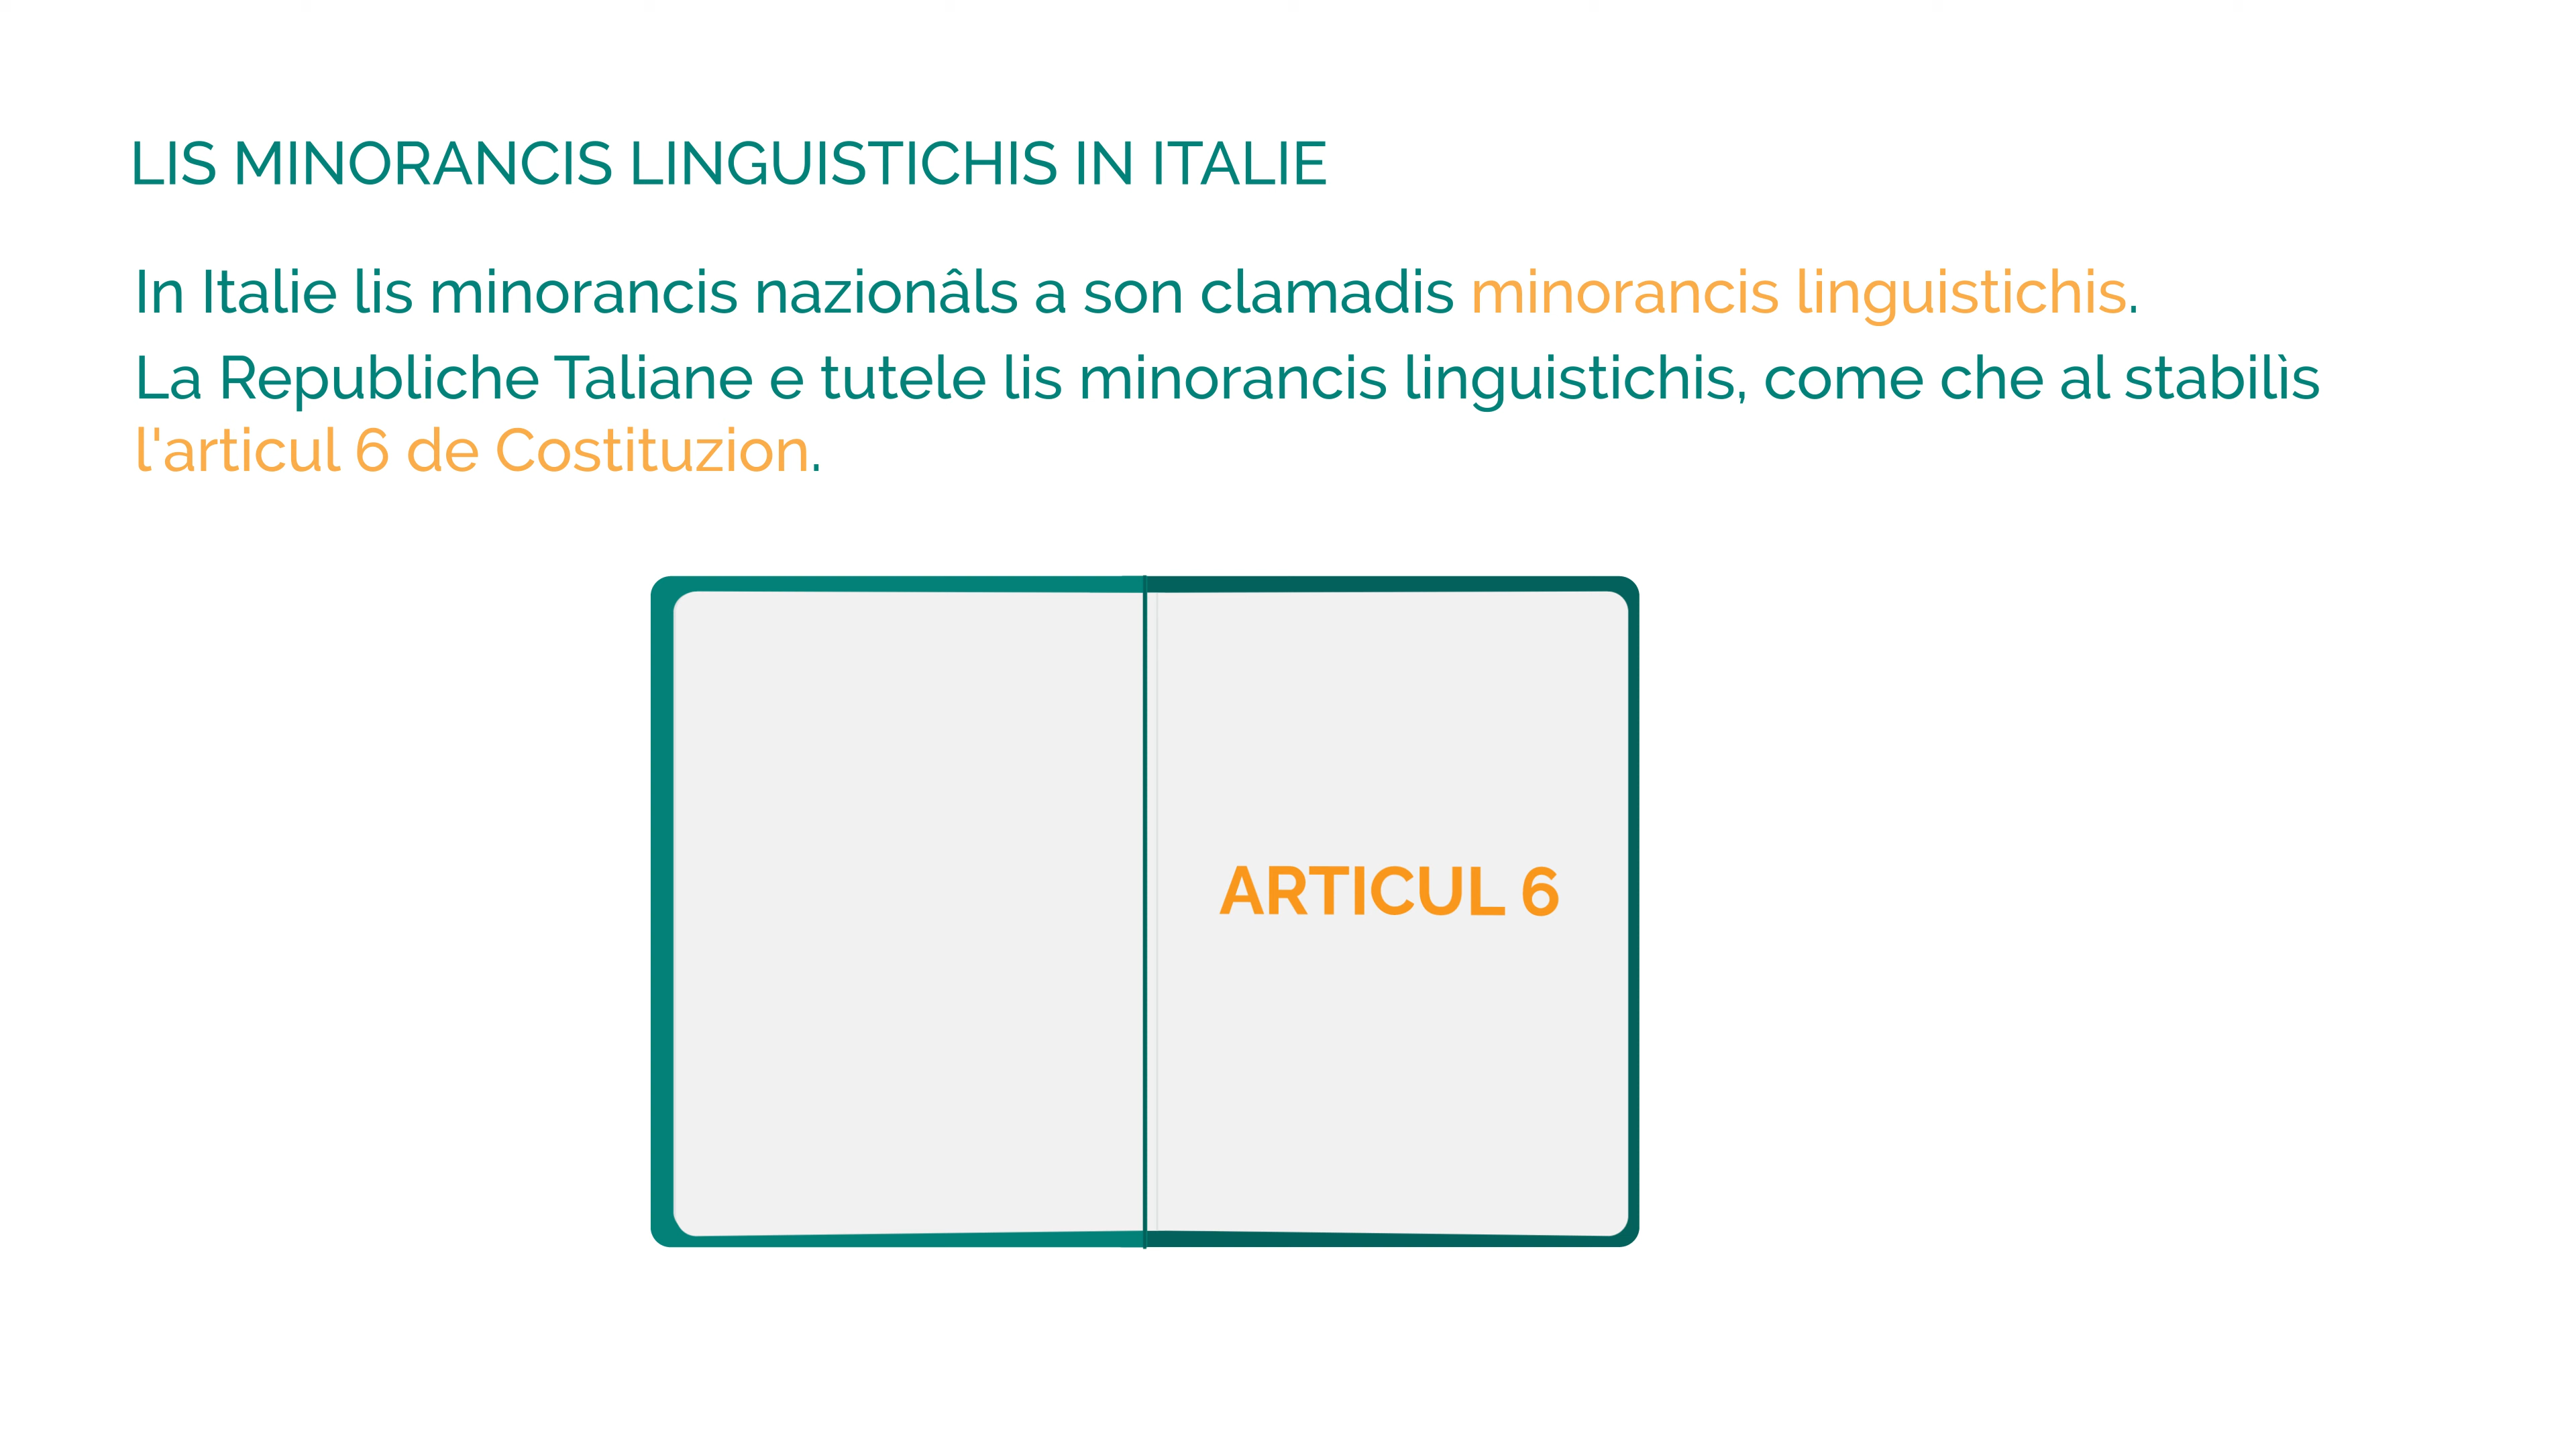 LIS MINORANCIS LINGUISTICHIS IN ITALIE
In Italie lis minorancis nazionâls a son clamadis minorancis linguistichis.
La Republiche Taliane e tutele lis minorancis linguistichis, come che al stabilìs
l'articul 6 de Costituzion.
ARTICUL 6